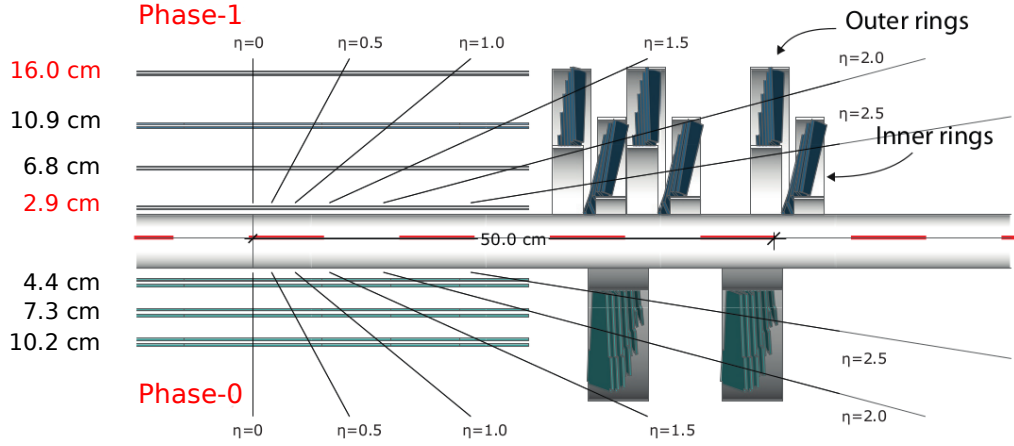 Phase-1
Outer rings
η=0 η=0.5 η=1.0 η=1.5
η=2.0
16.0 cm
η=2.5
10.9 cm
Inner rings
6.8 cm
2.9 cm
50.0 cm
4.4 cm
7.3 cm
10.2 cm
η=2.5
Phase-0
η=2.0
η=0 η=0.5 η=1.0 η=1.5